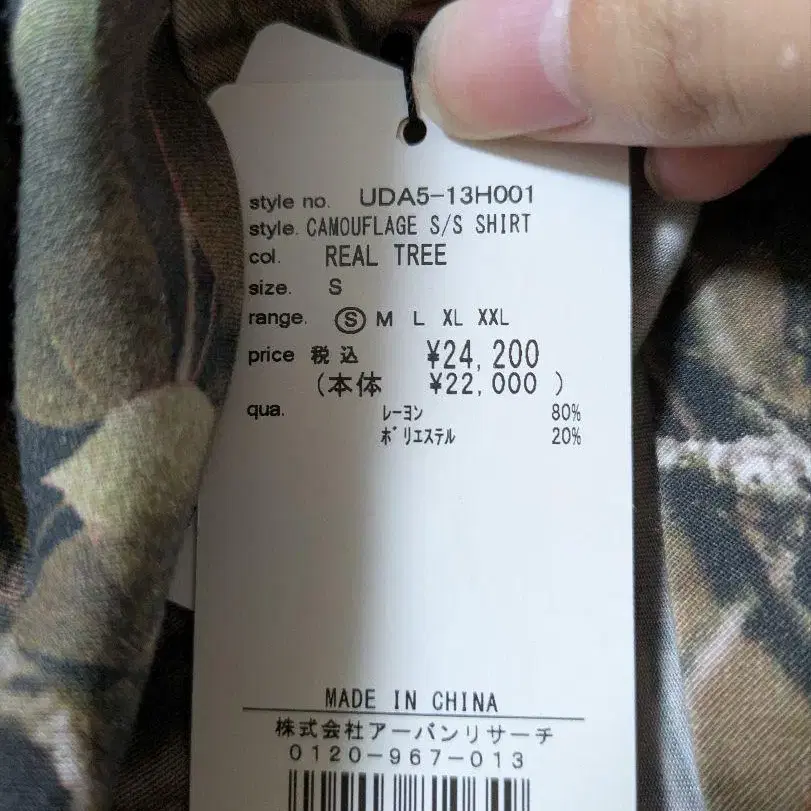 style no. UDA5-13H001
style. CAMOUFLAGE S/S SHIRT
col. REAL TREE
size. S
range. Ⓢ M L XL XXL
price 税込 ¥24,200
(本体 ¥22,000 )
qua. ﾚｰﾖﾝ 80%
ﾎﾟﾘｴｽﾃﾙ 20%
MADE IN CHINA
株式会社アーバンリサーチ
0120-967-013